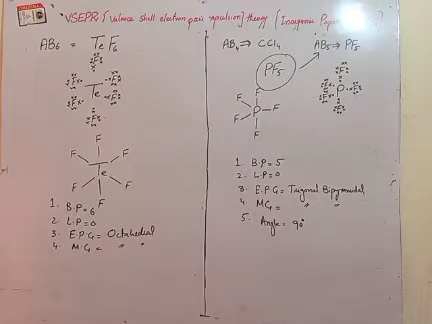 VSEPR {Valence shell electron pair repulsion} theory [Inorganic
AB6 = TeF6
F
F Te F
F F
F
F
F F
Te
F F
F
1. B.P = 6
2. L.P = 0
3. E.P.G = Octahedral
4. M.G = " "
AB4 ⇒ CCl4 AB5 ⇒ PF5
PF5
F
F P F
F F
F
F
P F
F
F
1. B.P = 5
2. L.P = 0
3. E.P.G = Trigonal Bipyramidal
4. MG = " "
5. Angle = 90°